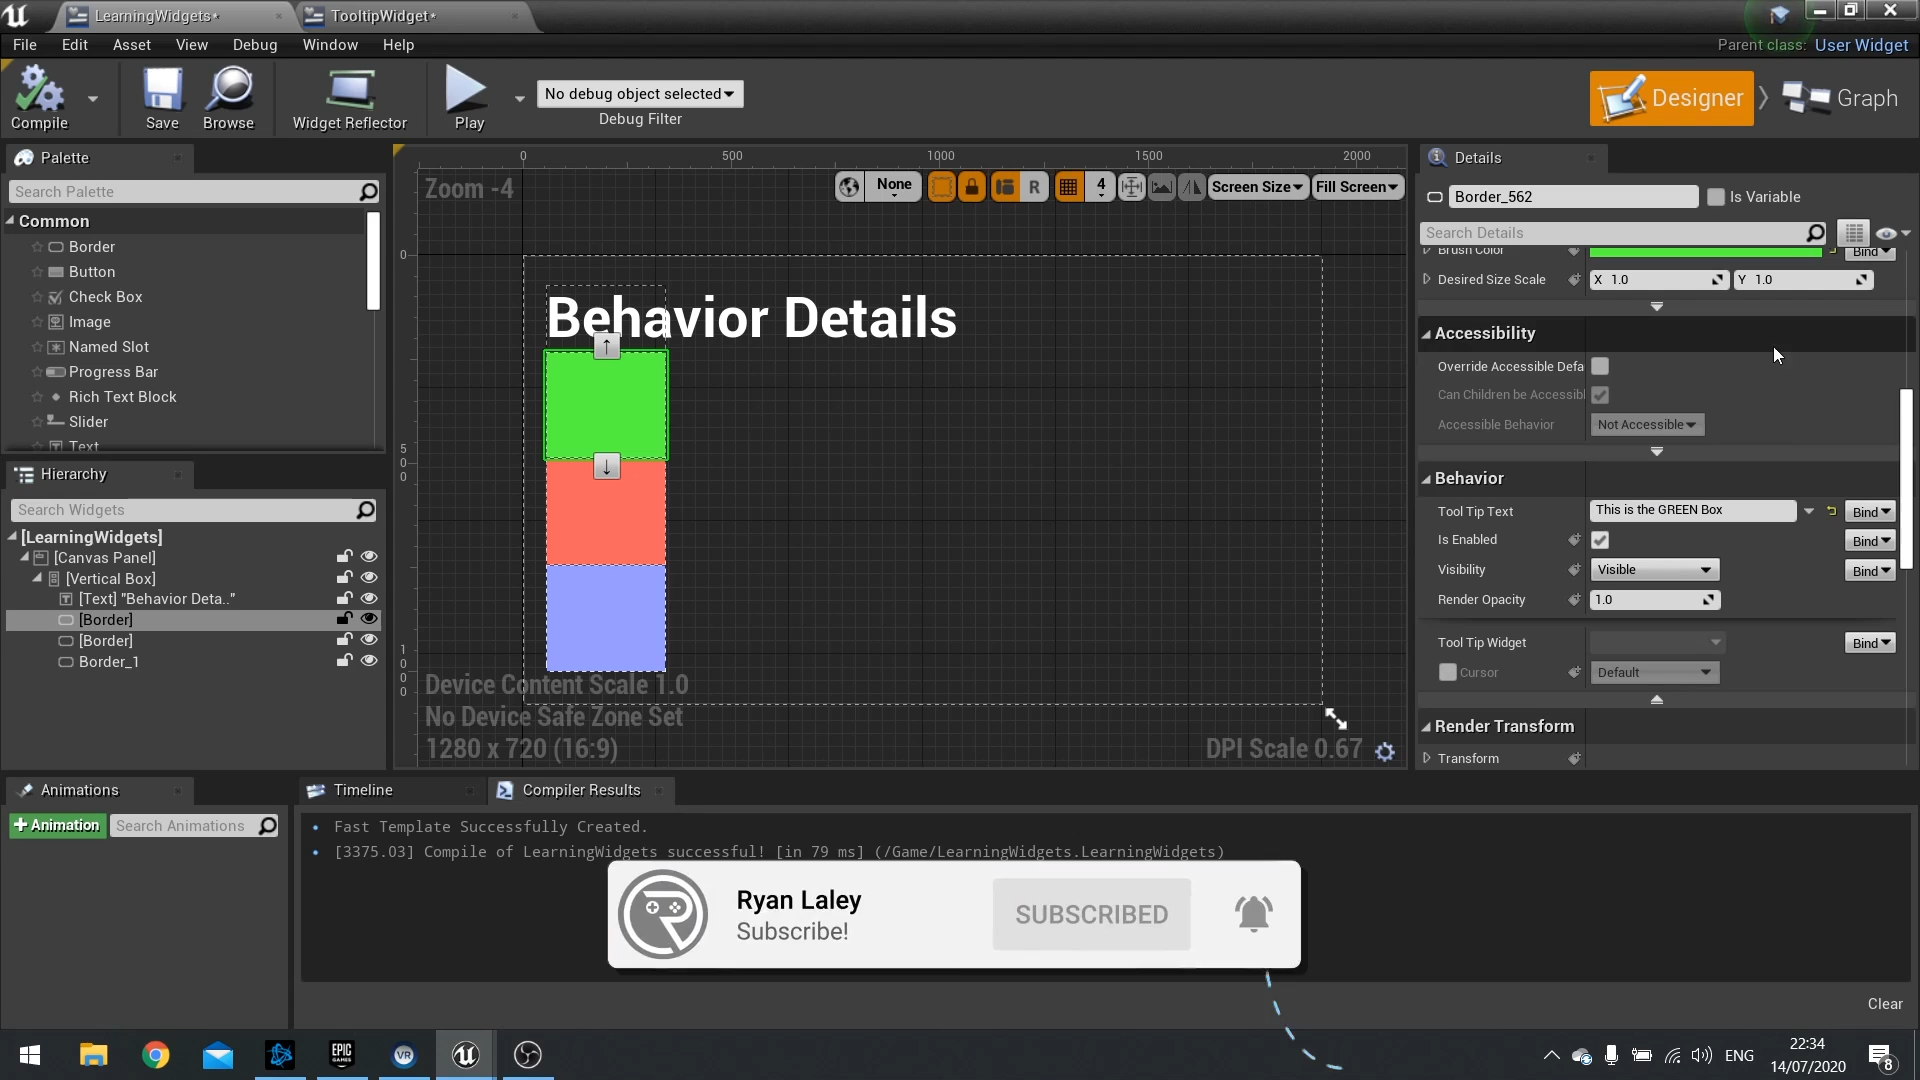 LearningWidgets*
TooltipWidget*
File Edit Asset View Debug Window Help
Parent class: User Widget
Compile
Save
Browse
Widget Reflector
Play
No debug object selected
Debug Filter
Designer
Graph
Palette
Search Palette
Common
Border
Button
Check Box
Image
Named Slot
Progress Bar
Rich Text Block
Slider
Text
Hierarchy
Search Widgets
[LearningWidgets]
[Canvas Panel]
[Vertical Box]
[Text] "Behavior Deta.."
[Border]
[Border]
Border_1
0 500 1000 1500 2000
Zoom -4
None
R
4
Screen Size
Fill Screen
0
500
1000
Behavior Details
Device Content Scale 1.0
No Device Safe Zone Set
1280 x 720 (16:9)
DPI Scale 0.67
Details
Border_562
Is Variable
Search Details
Brush Color
Bind
Desired Size Scale X 1.0 Y 1.0
Accessibility
Override Accessible Defa
Can Children be Accessibl
Accessible Behavior Not Accessible
Behavior
Tool Tip Text This is the GREEN Box Bind
Is Enabled Bind
Visibility Visible Bind
Render Opacity 1.0
Tool Tip Widget Bind
Cursor Default
Render Transform
Transform
Animations
+ Animation
Search Animations
Timeline
Compiler Results
• Fast Template Successfully Created.
• [3375.03] Compile of LearningWidgets successful! [in 79 ms] (/Game/LearningWidgets.LearningWidgets)
Ryan Laley
Subscribe!
SUBSCRIBED
Clear
EPIC
GAMES
VR
ENG
22:34
14/07/2020
8